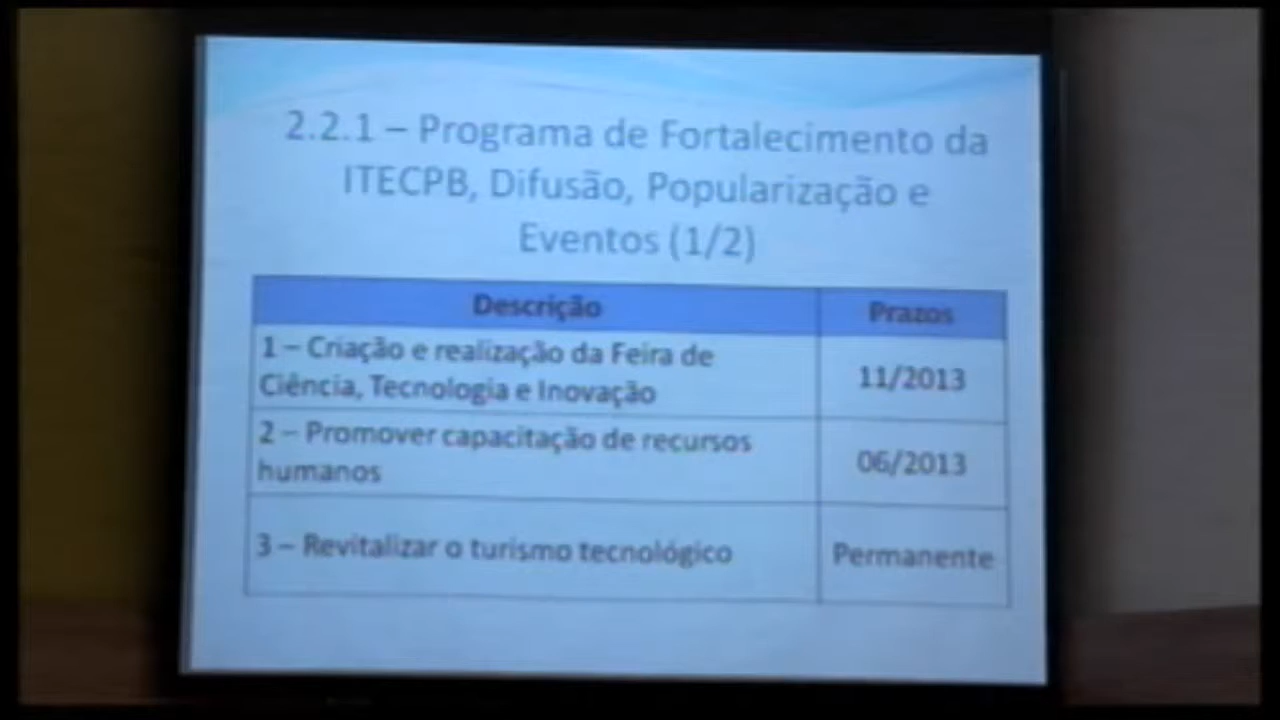 2.2.1 – Programa de Fortalecimento da
ITECPB, Difusão, Popularização e
Eventos (1/2)
Descrição
Prazos
1 – Criação e realização da Feira de
Ciência, Tecnologia e Inovação
11/2013
2 – Promover capacitação de recursos
humanos
06/2013
3 – Revitalizar o turismo tecnológico
Permanente